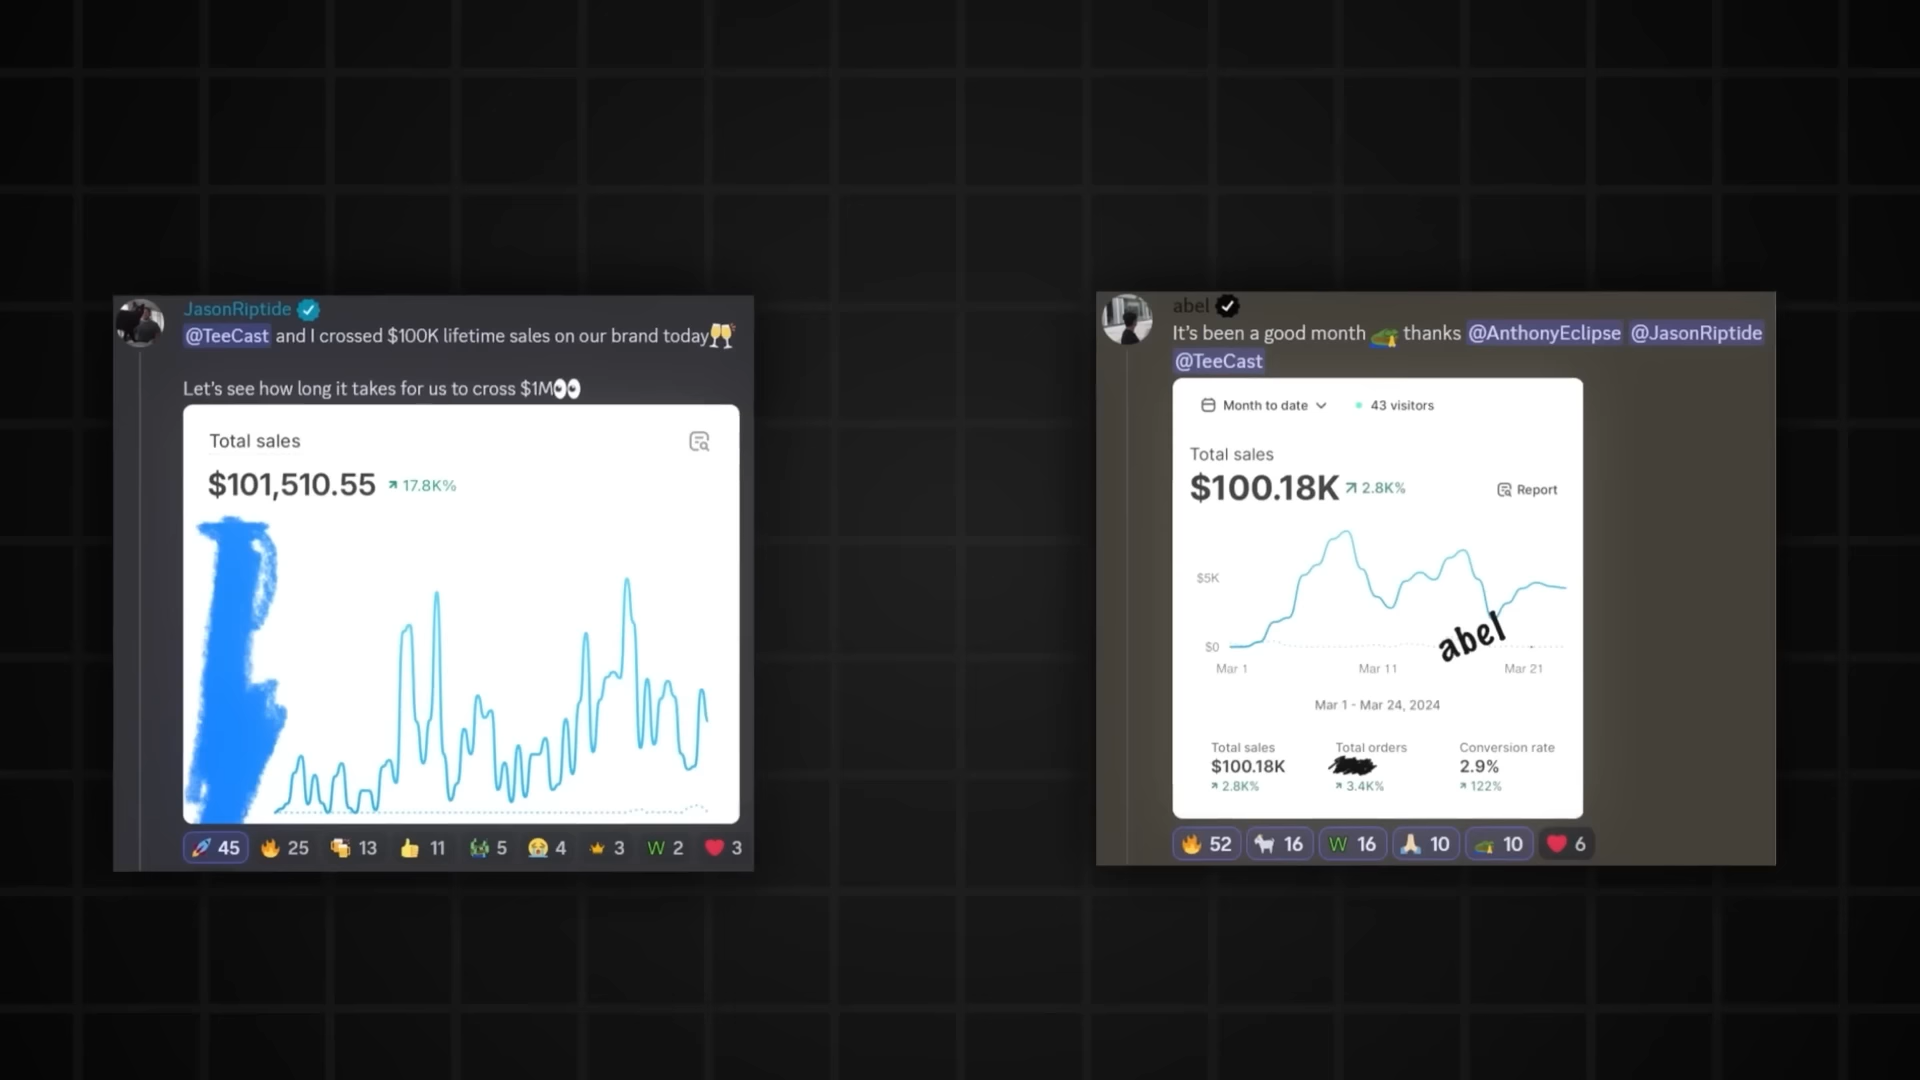 JasonRiptide
@TeeCast and I crossed $100K lifetime sales on our brand today🥂
Let's see how long it takes for us to cross $1M👀
Total sales
$101,510.55 17.8K%
🚀 45 🔥 25 🍻 13 👍 11 5 😭 4 3 W 2 ❤️ 3
abel
It's been a good month thanks @AnthonyEclipse @JasonRiptide
@TeeCast
Month to date 43 visitors
Total sales
$100.18K 2.8K%
Report
$5K
$0
abel
Mar 1 Mar 11 Mar 21
Mar 1 - Mar 24, 2024
Total sales Total orders Conversion rate
$100.18K 2.9%
2.8K% 3.4K% 122%
🔥 52 🐐 16 W 16 🙏 10 10 ❤️ 6